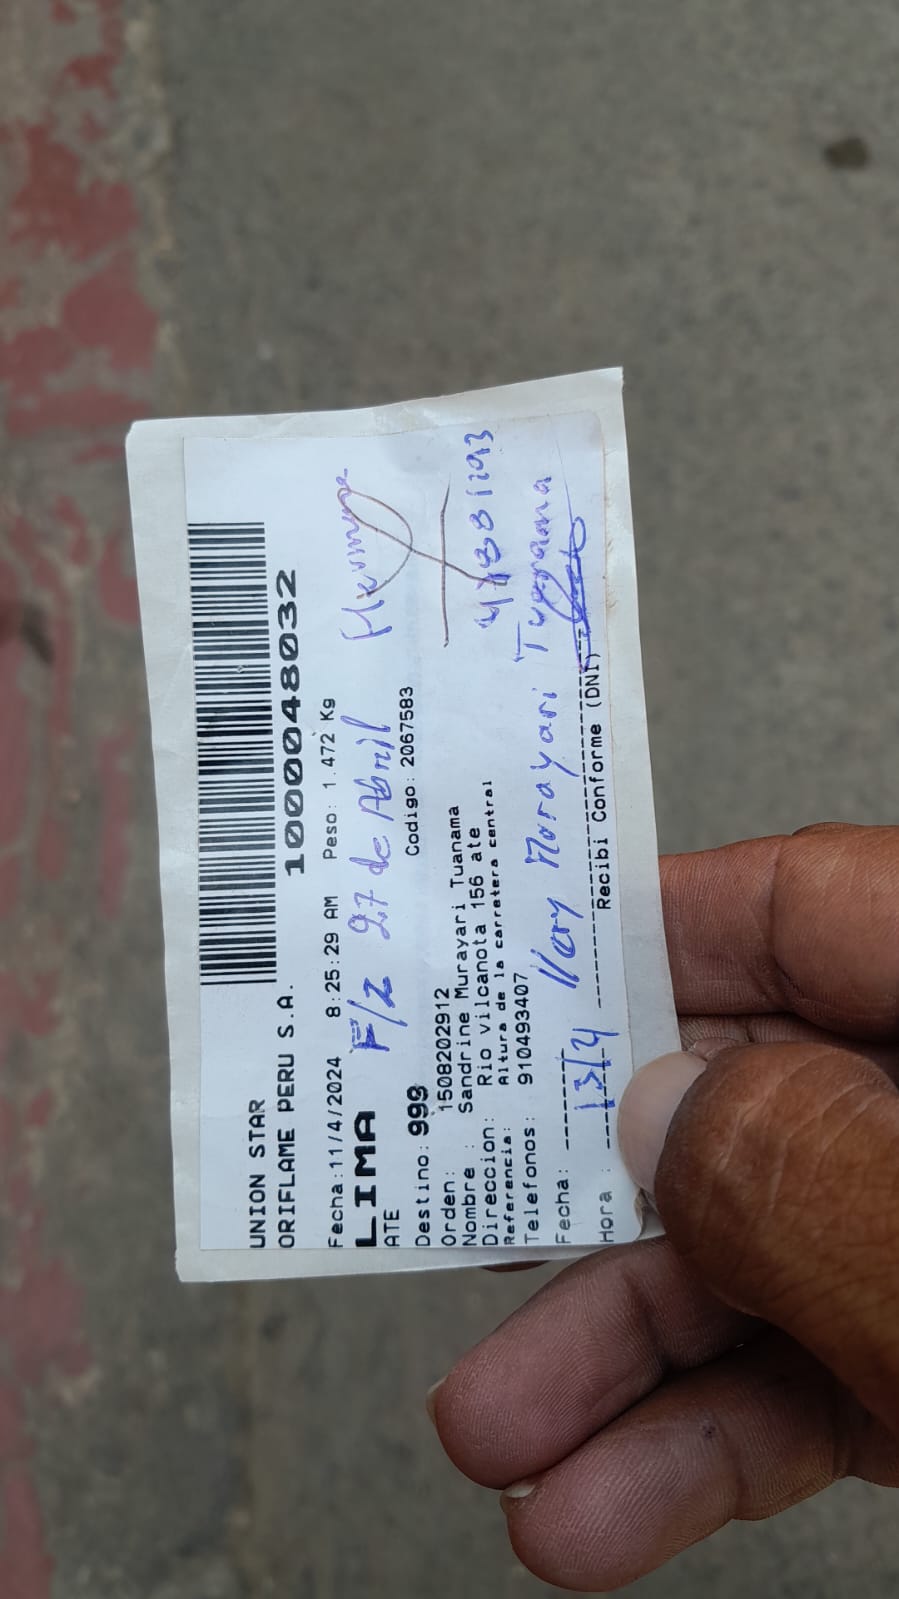 UNION STAR
ORIFLAME PERU S.A.
1000048032
Fecha:11/4/2024 8:25:29 AM Peso: 1.472 Kg
LIMA F/Z 27 de Abril
ATE
Destino: 999 Codigo: 2067583
Orden: 1508202912
Nombre : Sandrine Murayari Tuanama
Direccion: Rio vilcanota 156 ate
Referencia: Altura de la carretera central
Telefonos: 910493407
Fecha: Murayari Tuanama
Hora : 13/4
Recibi Conforme (DNI)